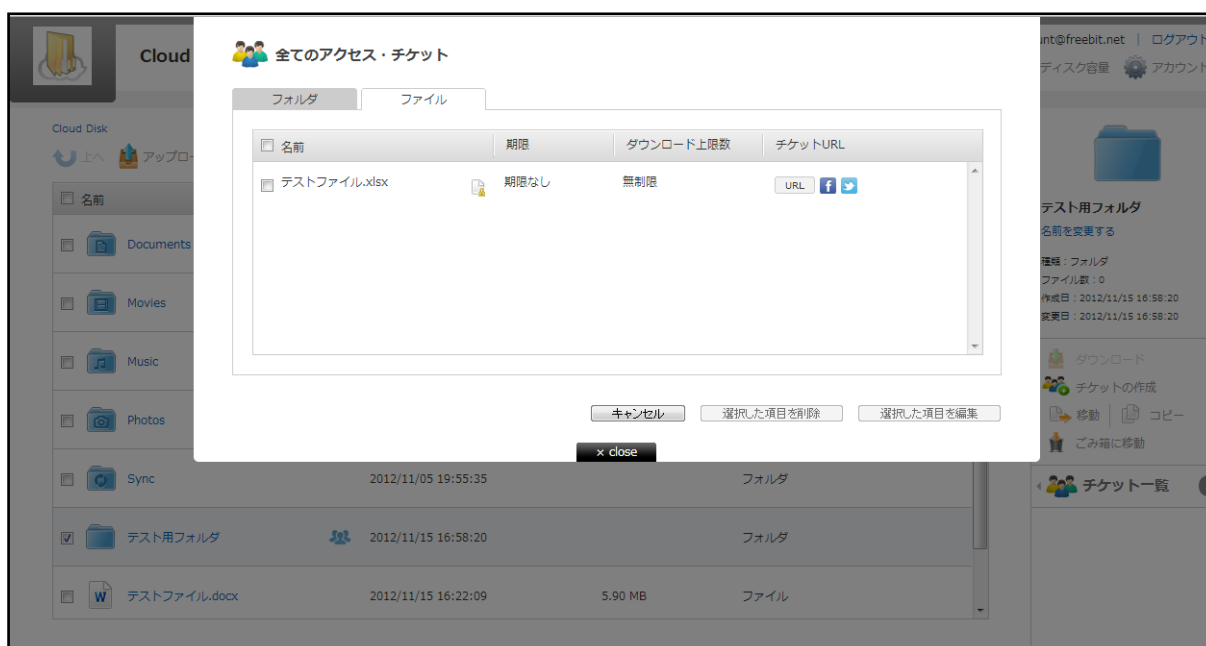 Cloud
全てのアクセス・チケット
unt@freebit.net | ログアウト
ディスク容量 アカウント
フォルダ ファイル
Cloud Disk
上へ アップロー
名前 期限 ダウンロード上限数 チケットURL
テストファイル.xlsx 期限なし 無制限 URL
名前
Documents
Movies
Music
Photos
キャンセル 選択した項目を削除 選択した項目を編集
× close
Sync 2012/11/05 19:55:35 フォルダ
テスト用フォルダ 2012/11/15 16:58:20 フォルダ
テストファイル.docx 2012/11/15 16:22:09 5.90 MB ファイル
テスト用フォルダ
名前を変更する
種類:フォルダ
ファイル数:0
作成日:2012/11/15 16:58:20
変更日:2012/11/15 16:58:20
ダウンロード
チケットの作成
移動 コピー
ごみ箱に移動
チケット一覧